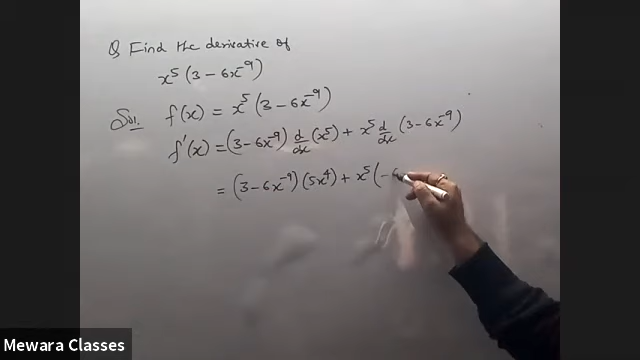 Q Find the derivative of
x⁵ (3 – 6x⁻⁹)
Sol. f(x) = x⁵ (3 – 6x⁻⁹)
f'(x) = (3 – 6x⁻⁹) d/dx (x⁵) + x⁵ d/dx (3 – 6x⁻⁹)
= (3 – 6x⁻⁹) (5x⁴) + x⁵ (– 6
Mewara Classes